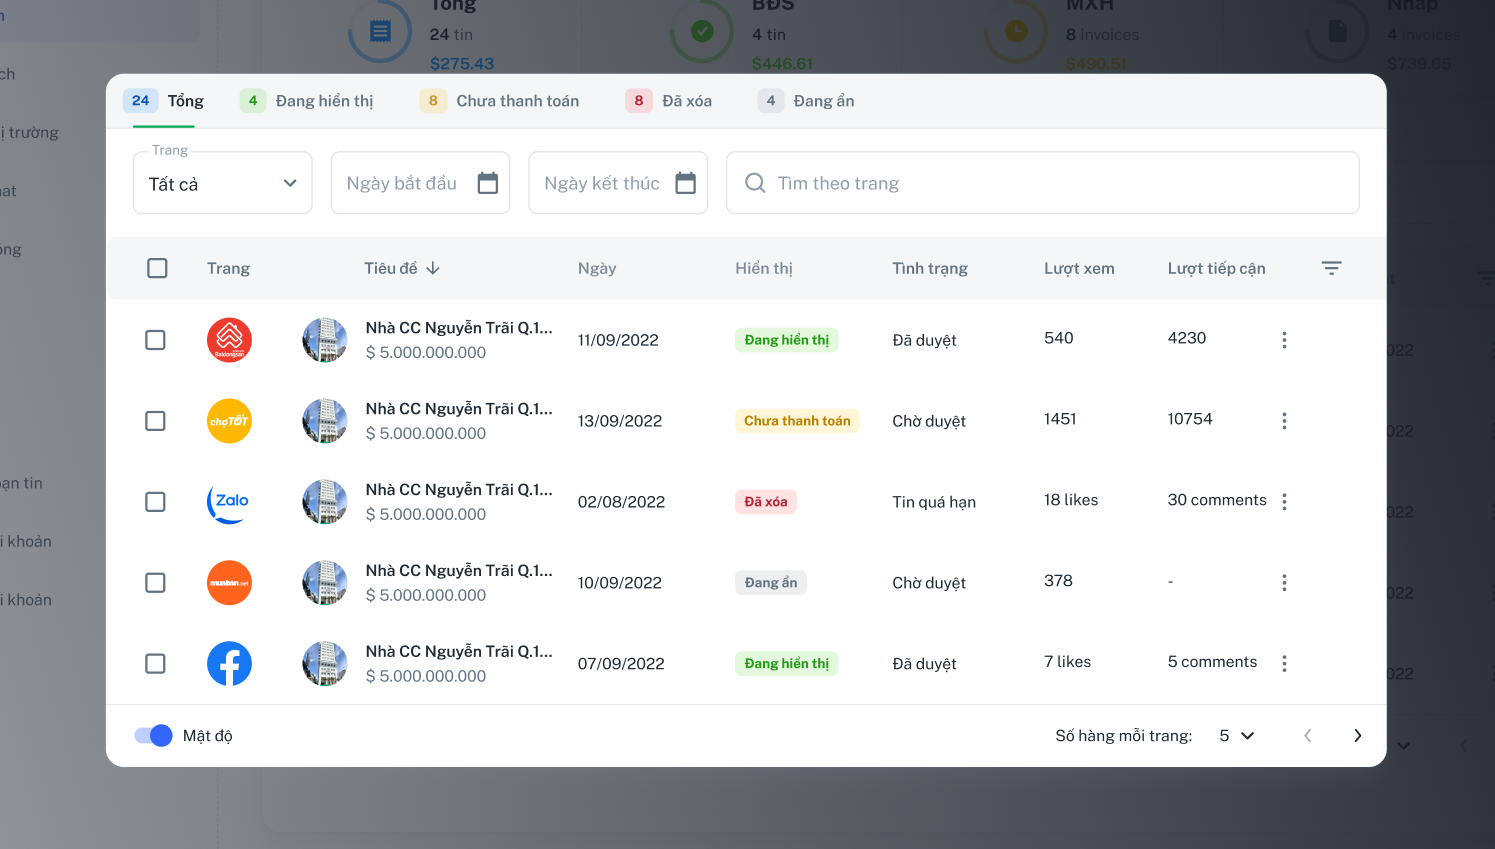 Tổng
BĐS
MXH
Nháp
24 tin
4 tin
8 invoices
4 invoices
$275.43
$446.61
$490.51
$739.65
24 Tổng
4 Đang hiển thị
8 Chưa thanh toán
8 Đã xóa
4 Đang ẩn
Trang
Tất cả
Ngày bắt đầu
Ngày kết thúc
Tìm theo trang
Trang Tiêu đề Ngày Hiển thị Tình trạng Lượt xem Lượt tiếp cận
Batdongsan
Nhà CC Nguyễn Trãi Q.1...
$ 5.000.000.000
11/09/2022 Đang hiển thị Đã duyệt 540 4230
chợTỐT
Nhà CC Nguyễn Trãi Q.1...
$ 5.000.000.000
13/09/2022 Chưa thanh toán Chờ duyệt 1451 10754
Zalo
Nhà CC Nguyễn Trãi Q.1...
$ 5.000.000.000
02/08/2022 Đã xóa Tin quá hạn 18 likes 30 comments
muabán.net
Nhà CC Nguyễn Trãi Q.1...
$ 5.000.000.000
10/09/2022 Đang ẩn Chờ duyệt 378 -
Nhà CC Nguyễn Trãi Q.1...
$ 5.000.000.000
07/09/2022 Đang hiển thị Đã duyệt 7 likes 5 comments
Mật độ
Số hàng mỗi trang: 5
ch
ị trường
hat
óng
oạn tin
i khoản
i khoản
022
022
022
022
022